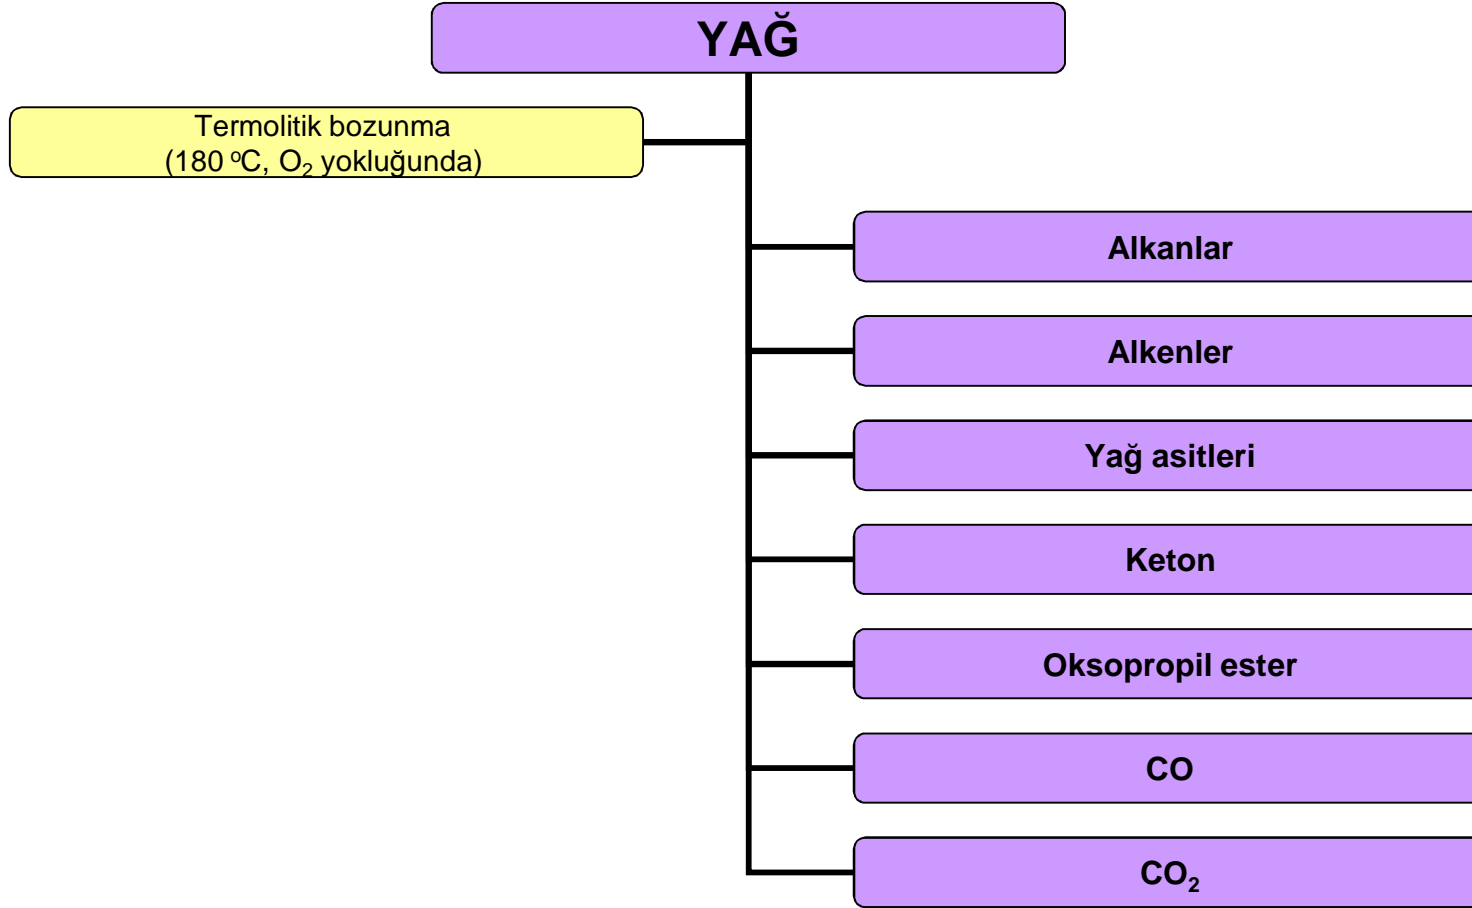 YAĞ
Termolitik bozunma
(180 ºC, O₂ yokluğunda)
Alkanlar
Alkenler
Yağ asitleri
Keton
Oksopropil ester
CO
CO₂